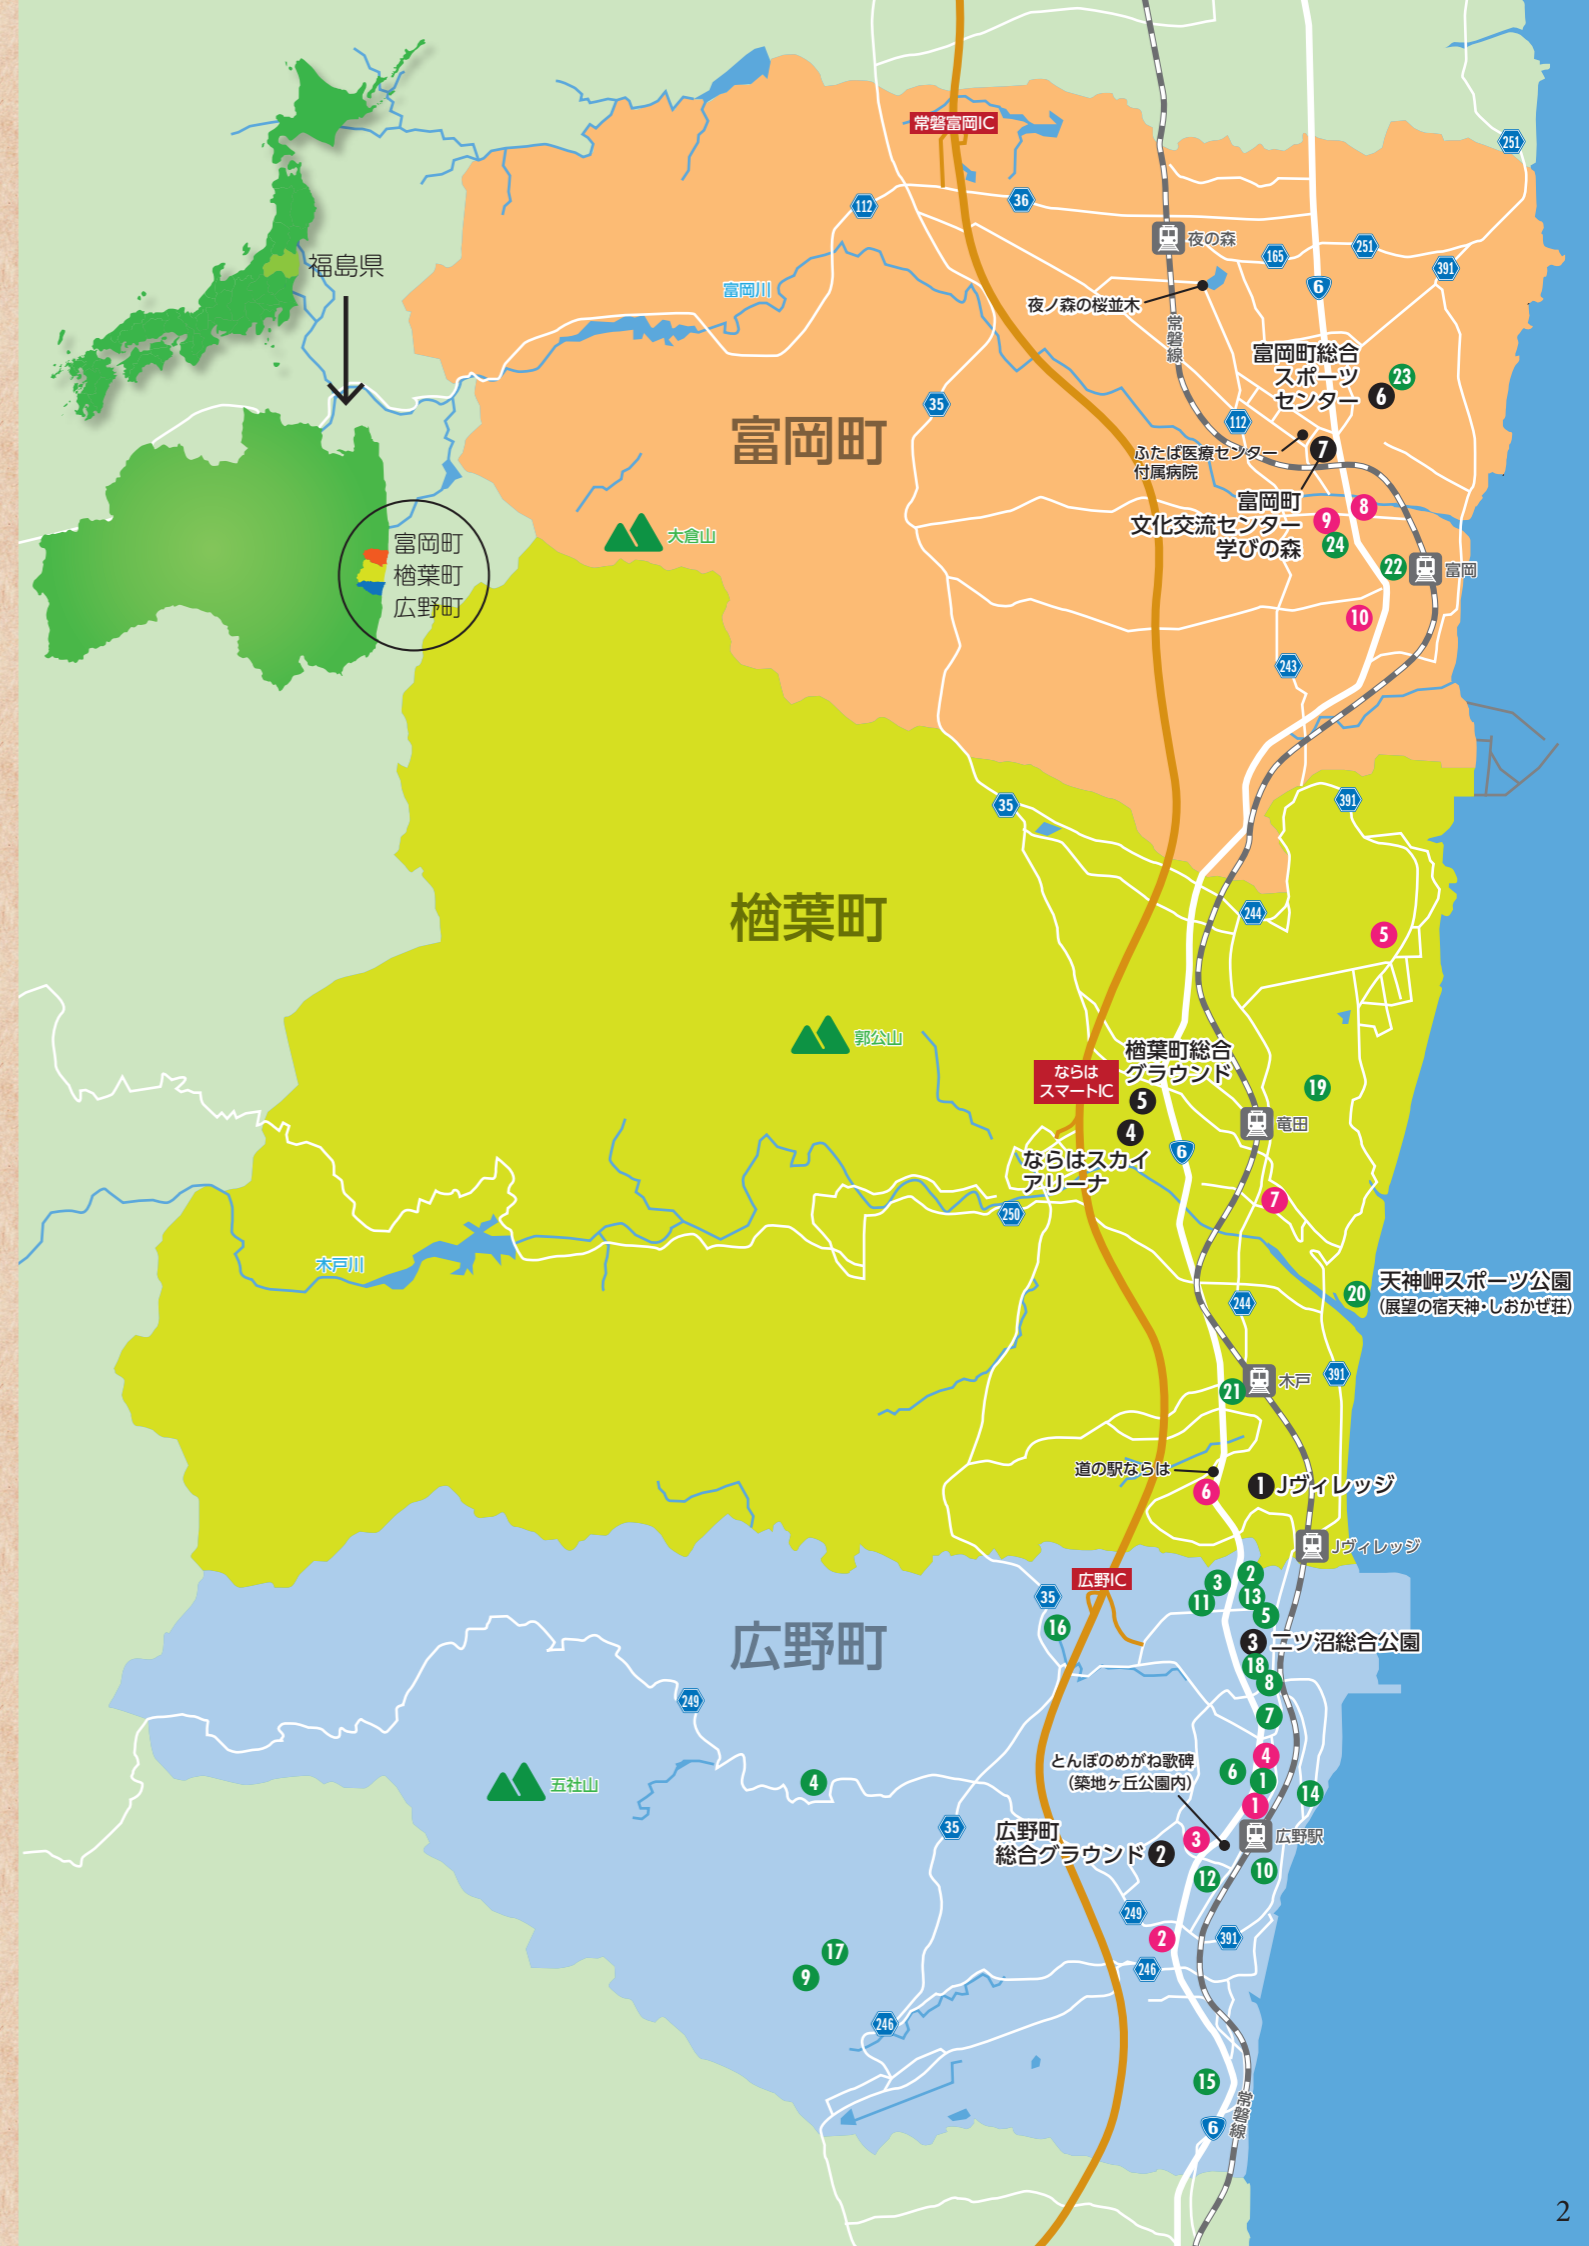 常磐富岡IC
251
112
36
夜の森
165
251
391
福島県
富岡川
6
夜ノ森の桜並木
常磐線
富岡町総合
スポーツ
センター
6
23
35
112
富岡町
ふたば医療センター
付属病院
7
富岡町
文化交流センター
学びの森
8
9
24
大倉山
富岡町
楢葉町
広野町
22
富岡
10
243
35
391
楢葉町
244
5
郭公山
楢葉町総合
グラウンド
ならは
スマートIC
5
4
19
竜田
6
ならはスカイ
アリーナ
7
250
木戸川
天神岬スポーツ公園
(展望の宿天神・しおかぜ荘)
20
244
391
木戸
21
道の駅ならは
6
1
Jヴィレッジ
Jヴィレッジ
広野IC
35
3
2
11
13
5
16
広野町
3
二ツ沼総合公園
18
8
249
7
とんぼのめがね歌碑
(築地ヶ丘公園内)
4
6
1
五社山
4
14
1
35
広野町
総合グラウンド
2
3
広野駅
10
12
249
2
391
17
9
246
246
15
常磐線
6
2